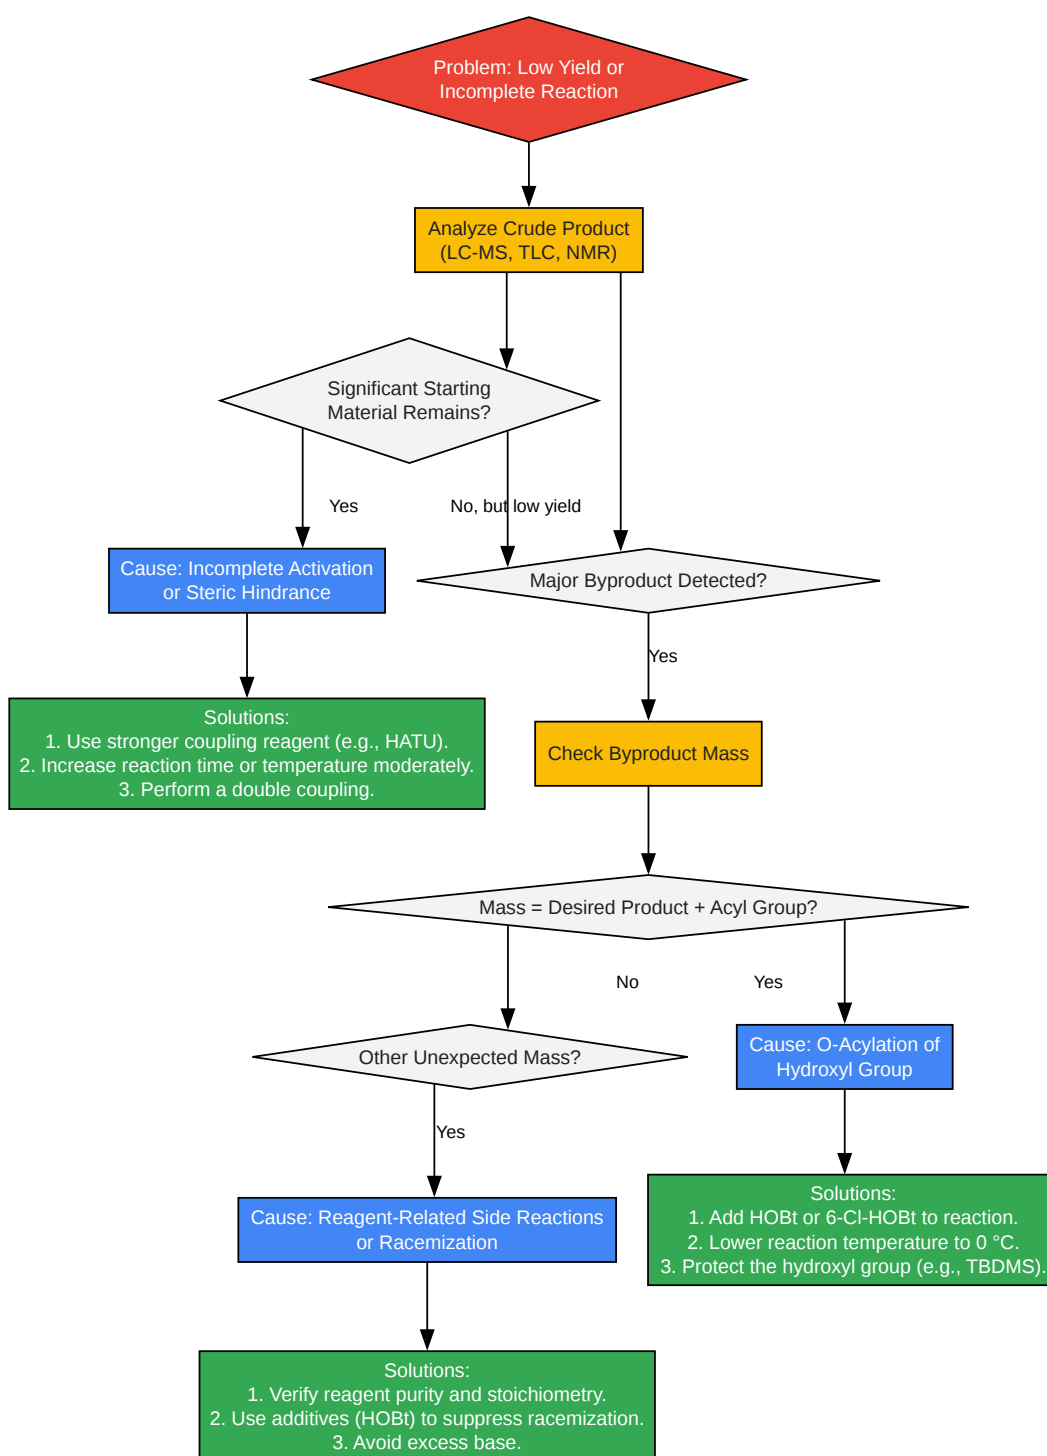 Problem: Low Yield or
Incomplete Reaction
Analyze Crude Product
(LC-MS, TLC, NMR)
Significant Starting
Material Remains?
Yes
No, but low yield
Cause: Incomplete Activation
or Steric Hindrance
Major Byproduct Detected?
Yes
Solutions:
1. Use stronger coupling reagent (e.g., HATU).
2. Increase reaction time or temperature moderately.
3. Perform a double coupling.
Check Byproduct Mass
Mass = Desired Product + Acyl Group?
No
Yes
Other Unexpected Mass?
Cause: O-Acylation of
Hydroxyl Group
Yes
Solutions:
1. Add HOBt or 6-Cl-HOBt to reaction.
2. Lower reaction temperature to 0 °C.
3. Protect the hydroxyl group (e.g., TBDMS).
Cause: Reagent-Related Side Reactions
or Racemization
Solutions:
1. Verify reagent purity and stoichiometry.
2. Use additives (HOBt) to suppress racemization.
3. Avoid excess base.